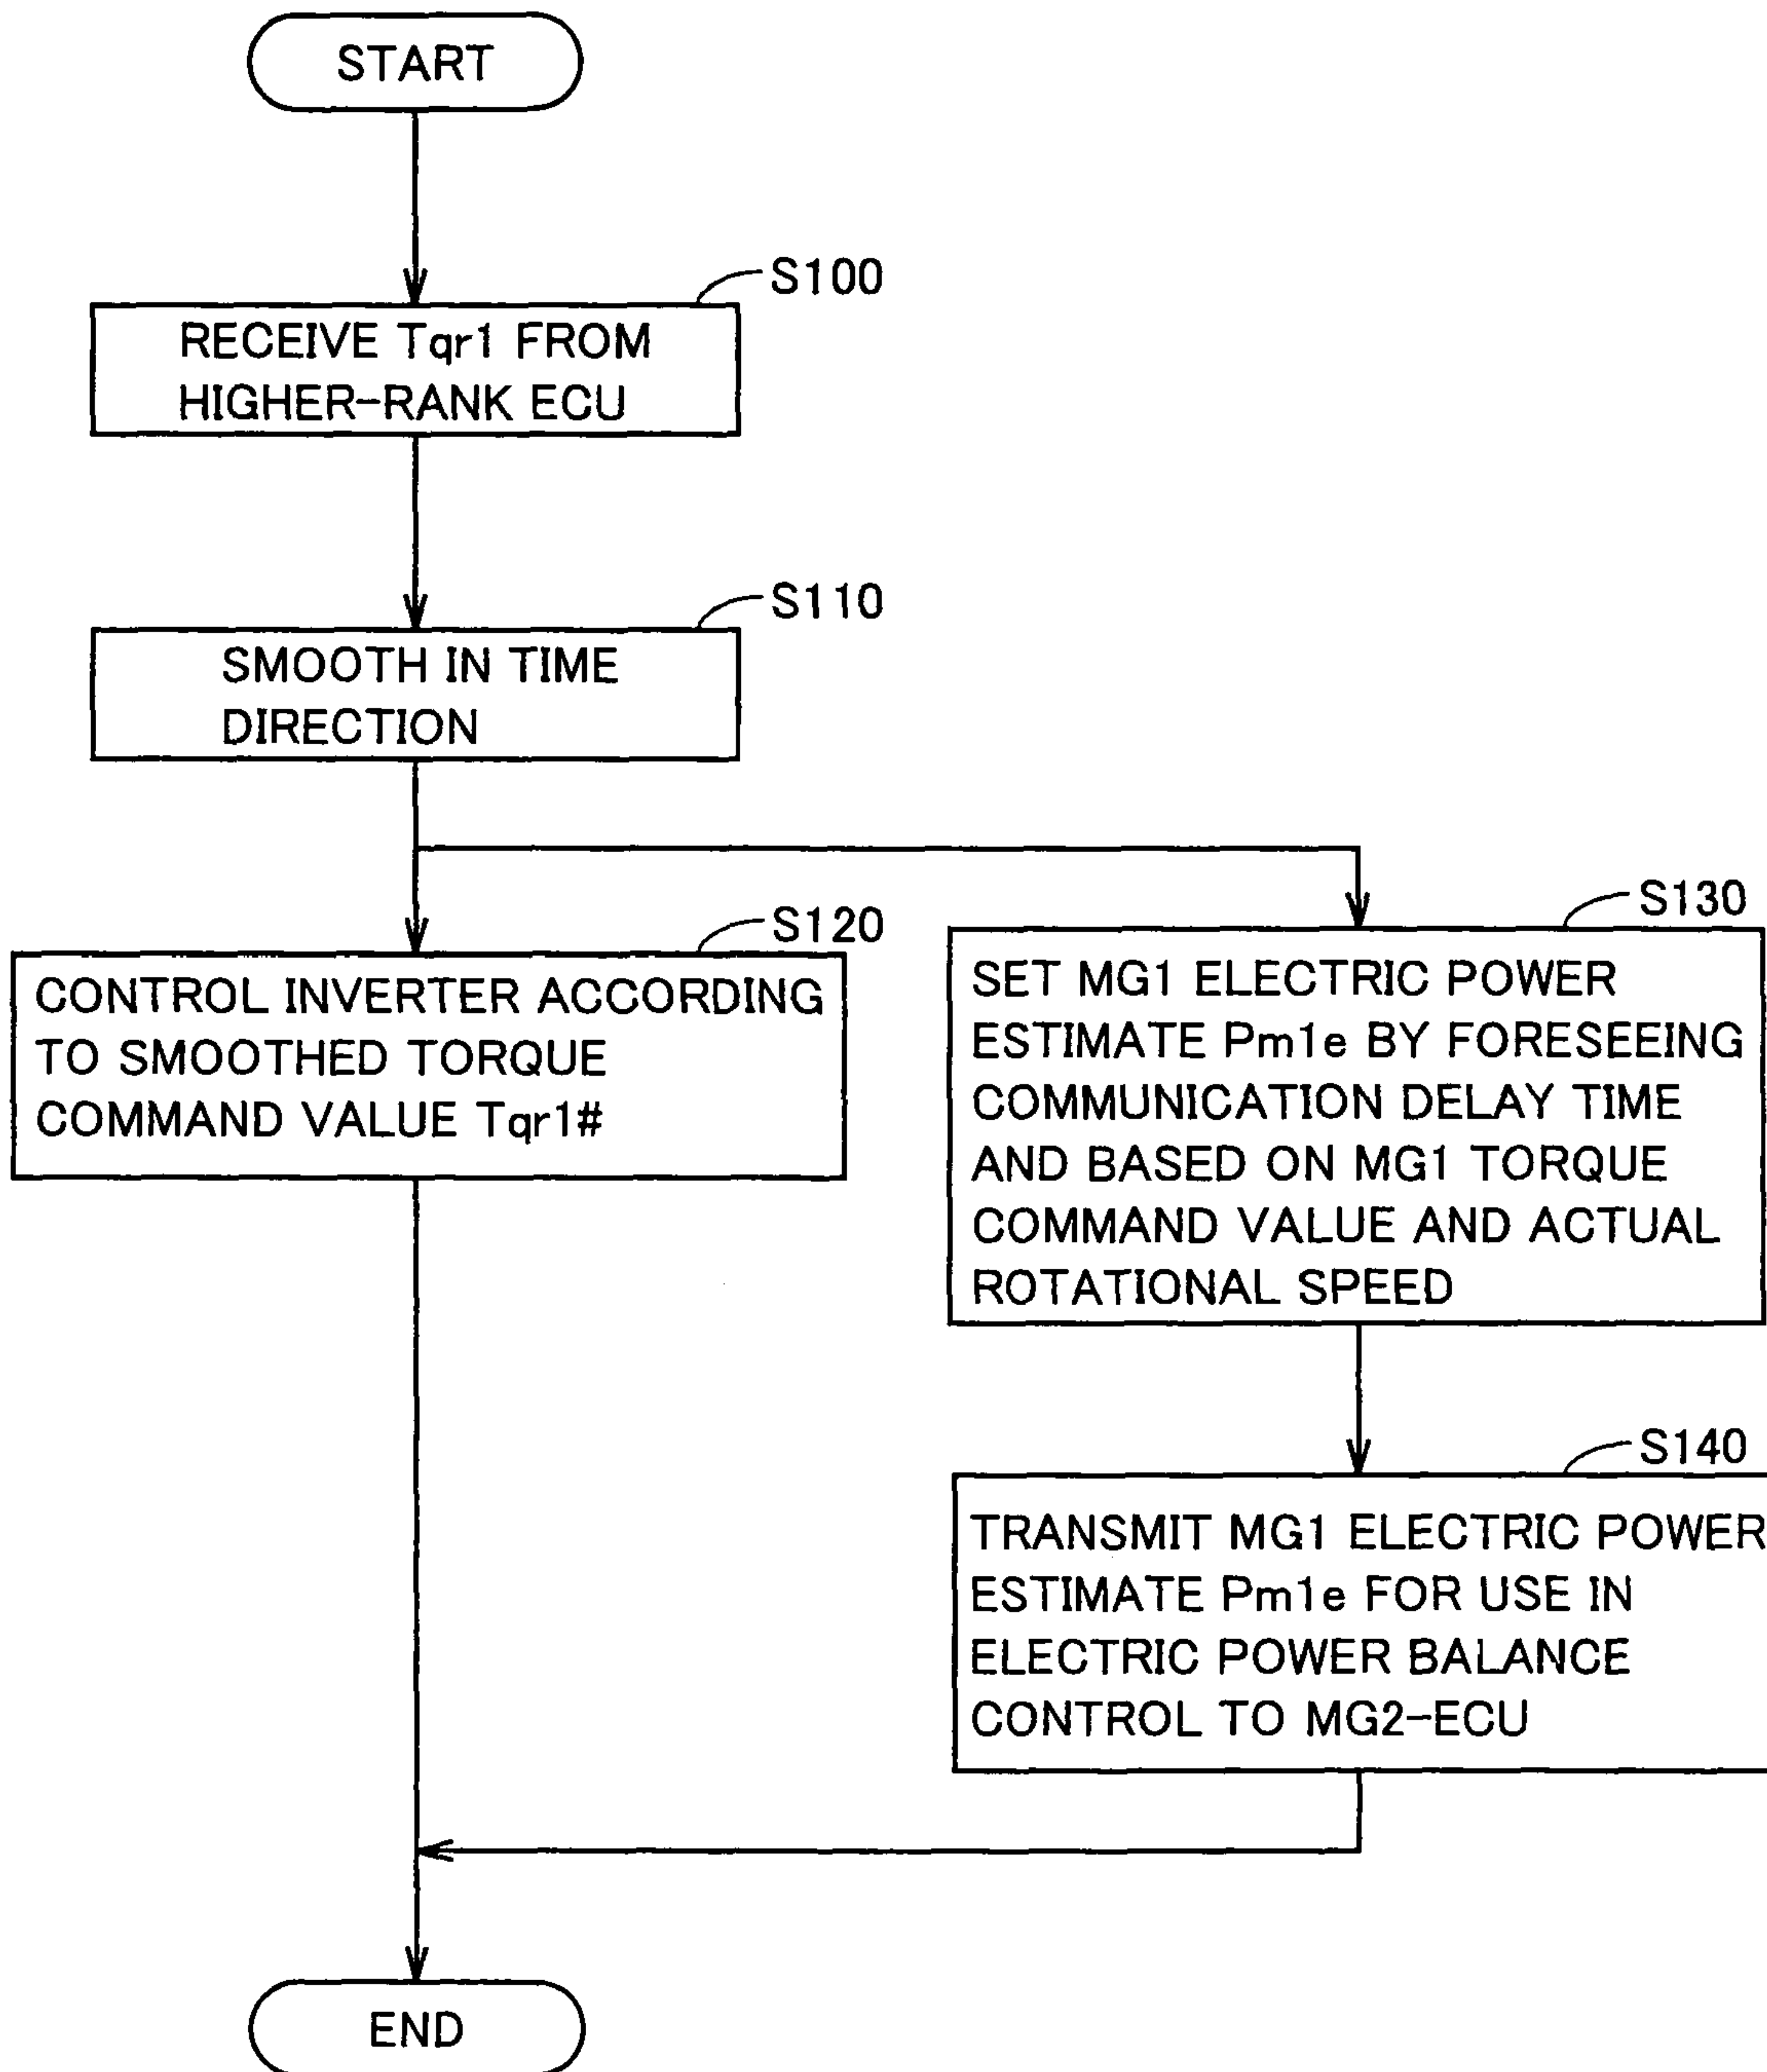 START
S100
RECEIVE Tqr1 FROM
HIGHER-RANK ECU
S110
SMOOTH IN TIME
DIRECTION
S120
CONTROL INVERTER ACCORDING
TO SMOOTHED TORQUE
COMMAND VALUE Tqr1#
S130
SET MG1 ELECTRIC POWER
ESTIMATE Pm1e BY FORESEEING
COMMUNICATION DELAY TIME
AND BASED ON MG1 TORQUE
COMMAND VALUE AND ACTUAL
ROTATIONAL SPEED
S140
TRANSMIT MG1 ELECTRIC POWER
ESTIMATE Pm1e FOR USE IN
ELECTRIC POWER BALANCE
CONTROL TO MG2-ECU
END